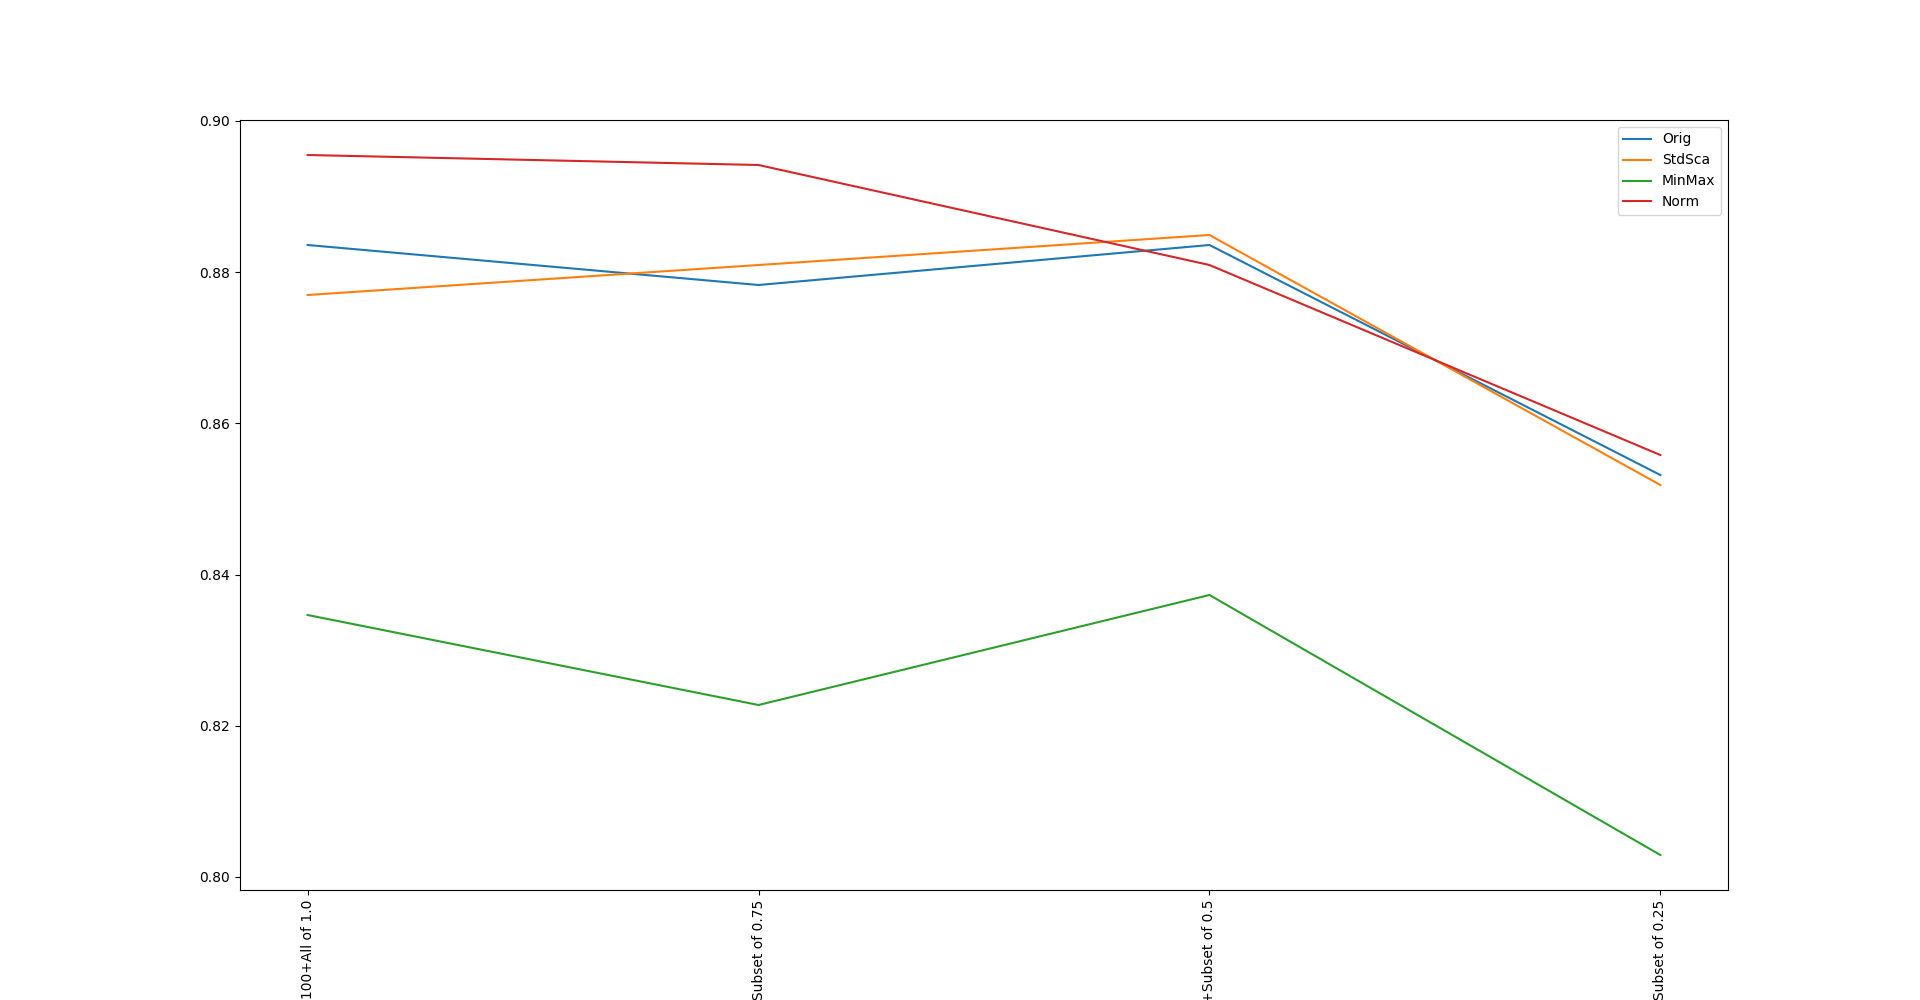 0.90
0.88
0.86
0.84
0.82
0.80
Orig
StdSca
MinMax
Norm
100+All of 1.0
Subset of 0.75
+Subset of 0.5
Subset of 0.25